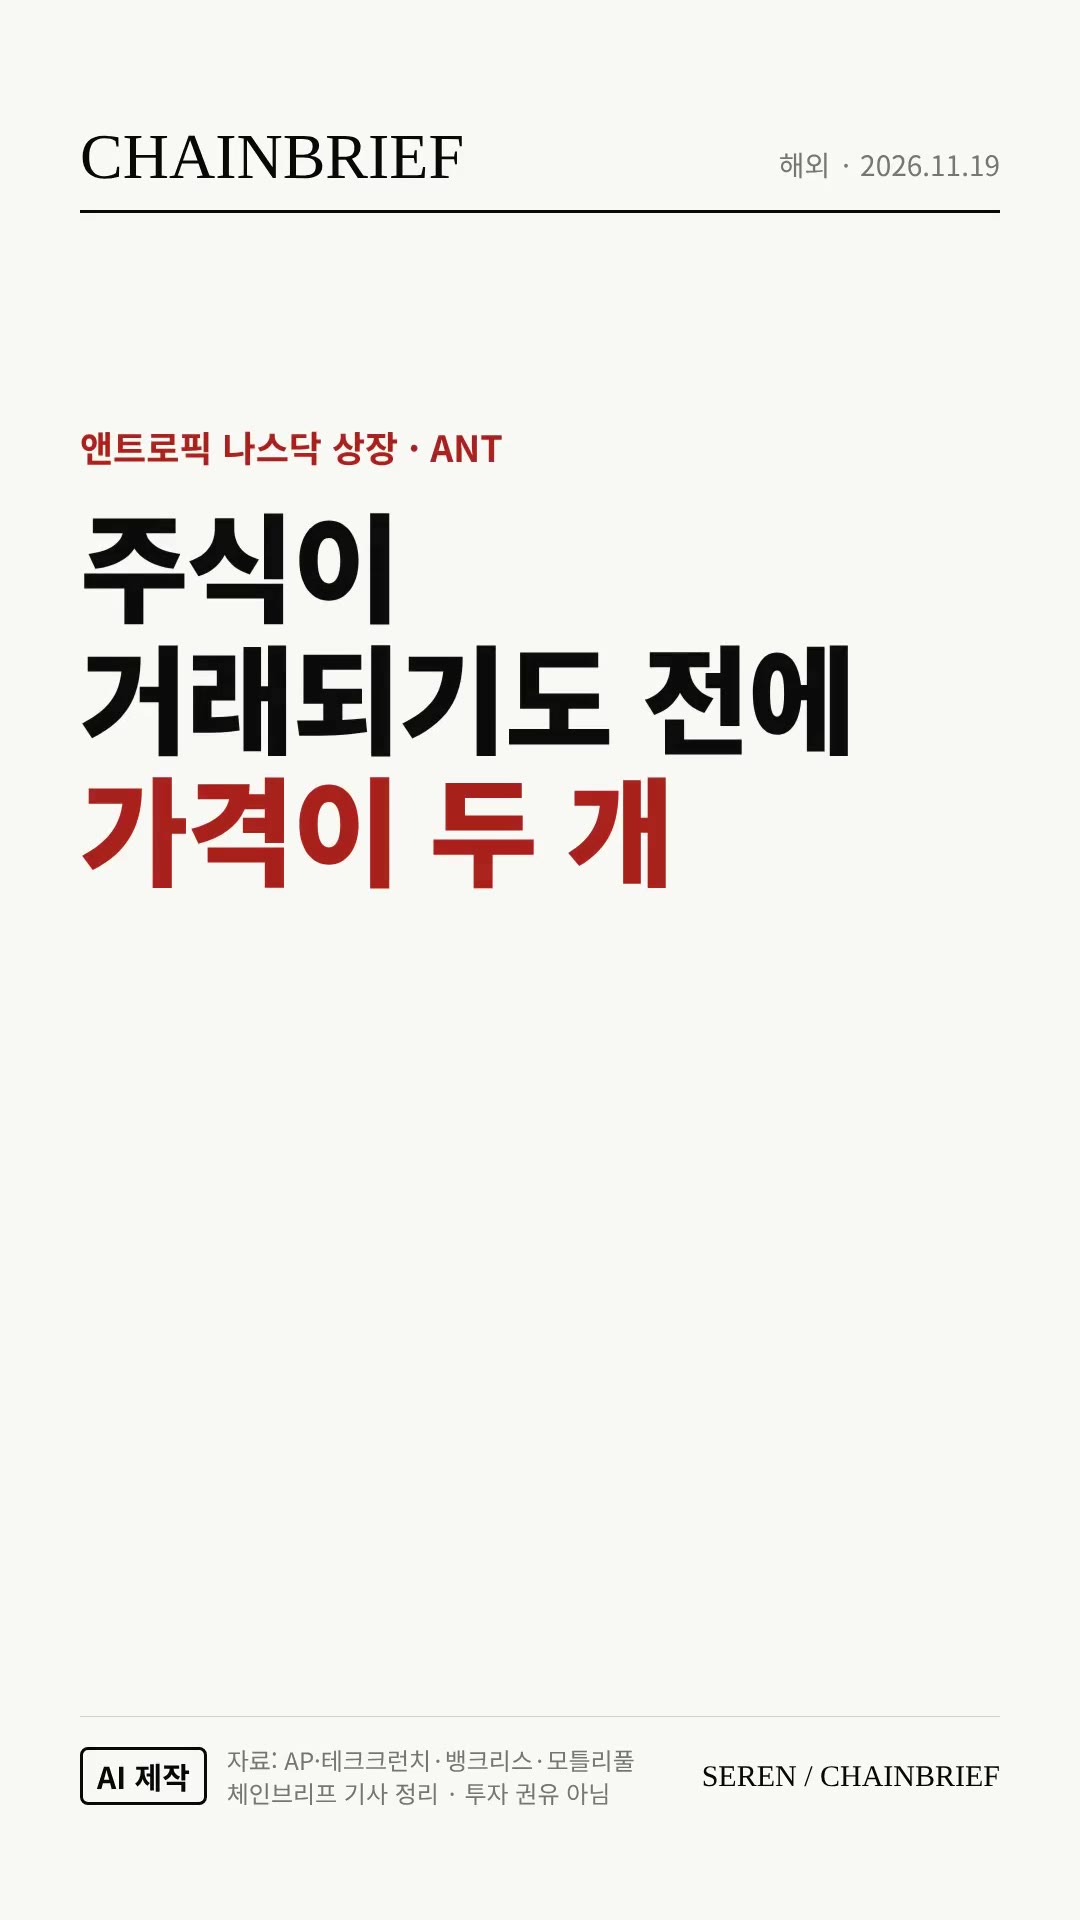 CHAINBRIEF
해외 · 2026.11.19
앤트로픽 나스닥 상장 · ANT
주식이
거래되기도 전에
가격이 두 개
AI 제작
자료: AP·테크크런치·뱅크리스·모틀리풀
체인브리프 기사 정리 · 투자 권유 아님
SEREN / CHAINBRIEF